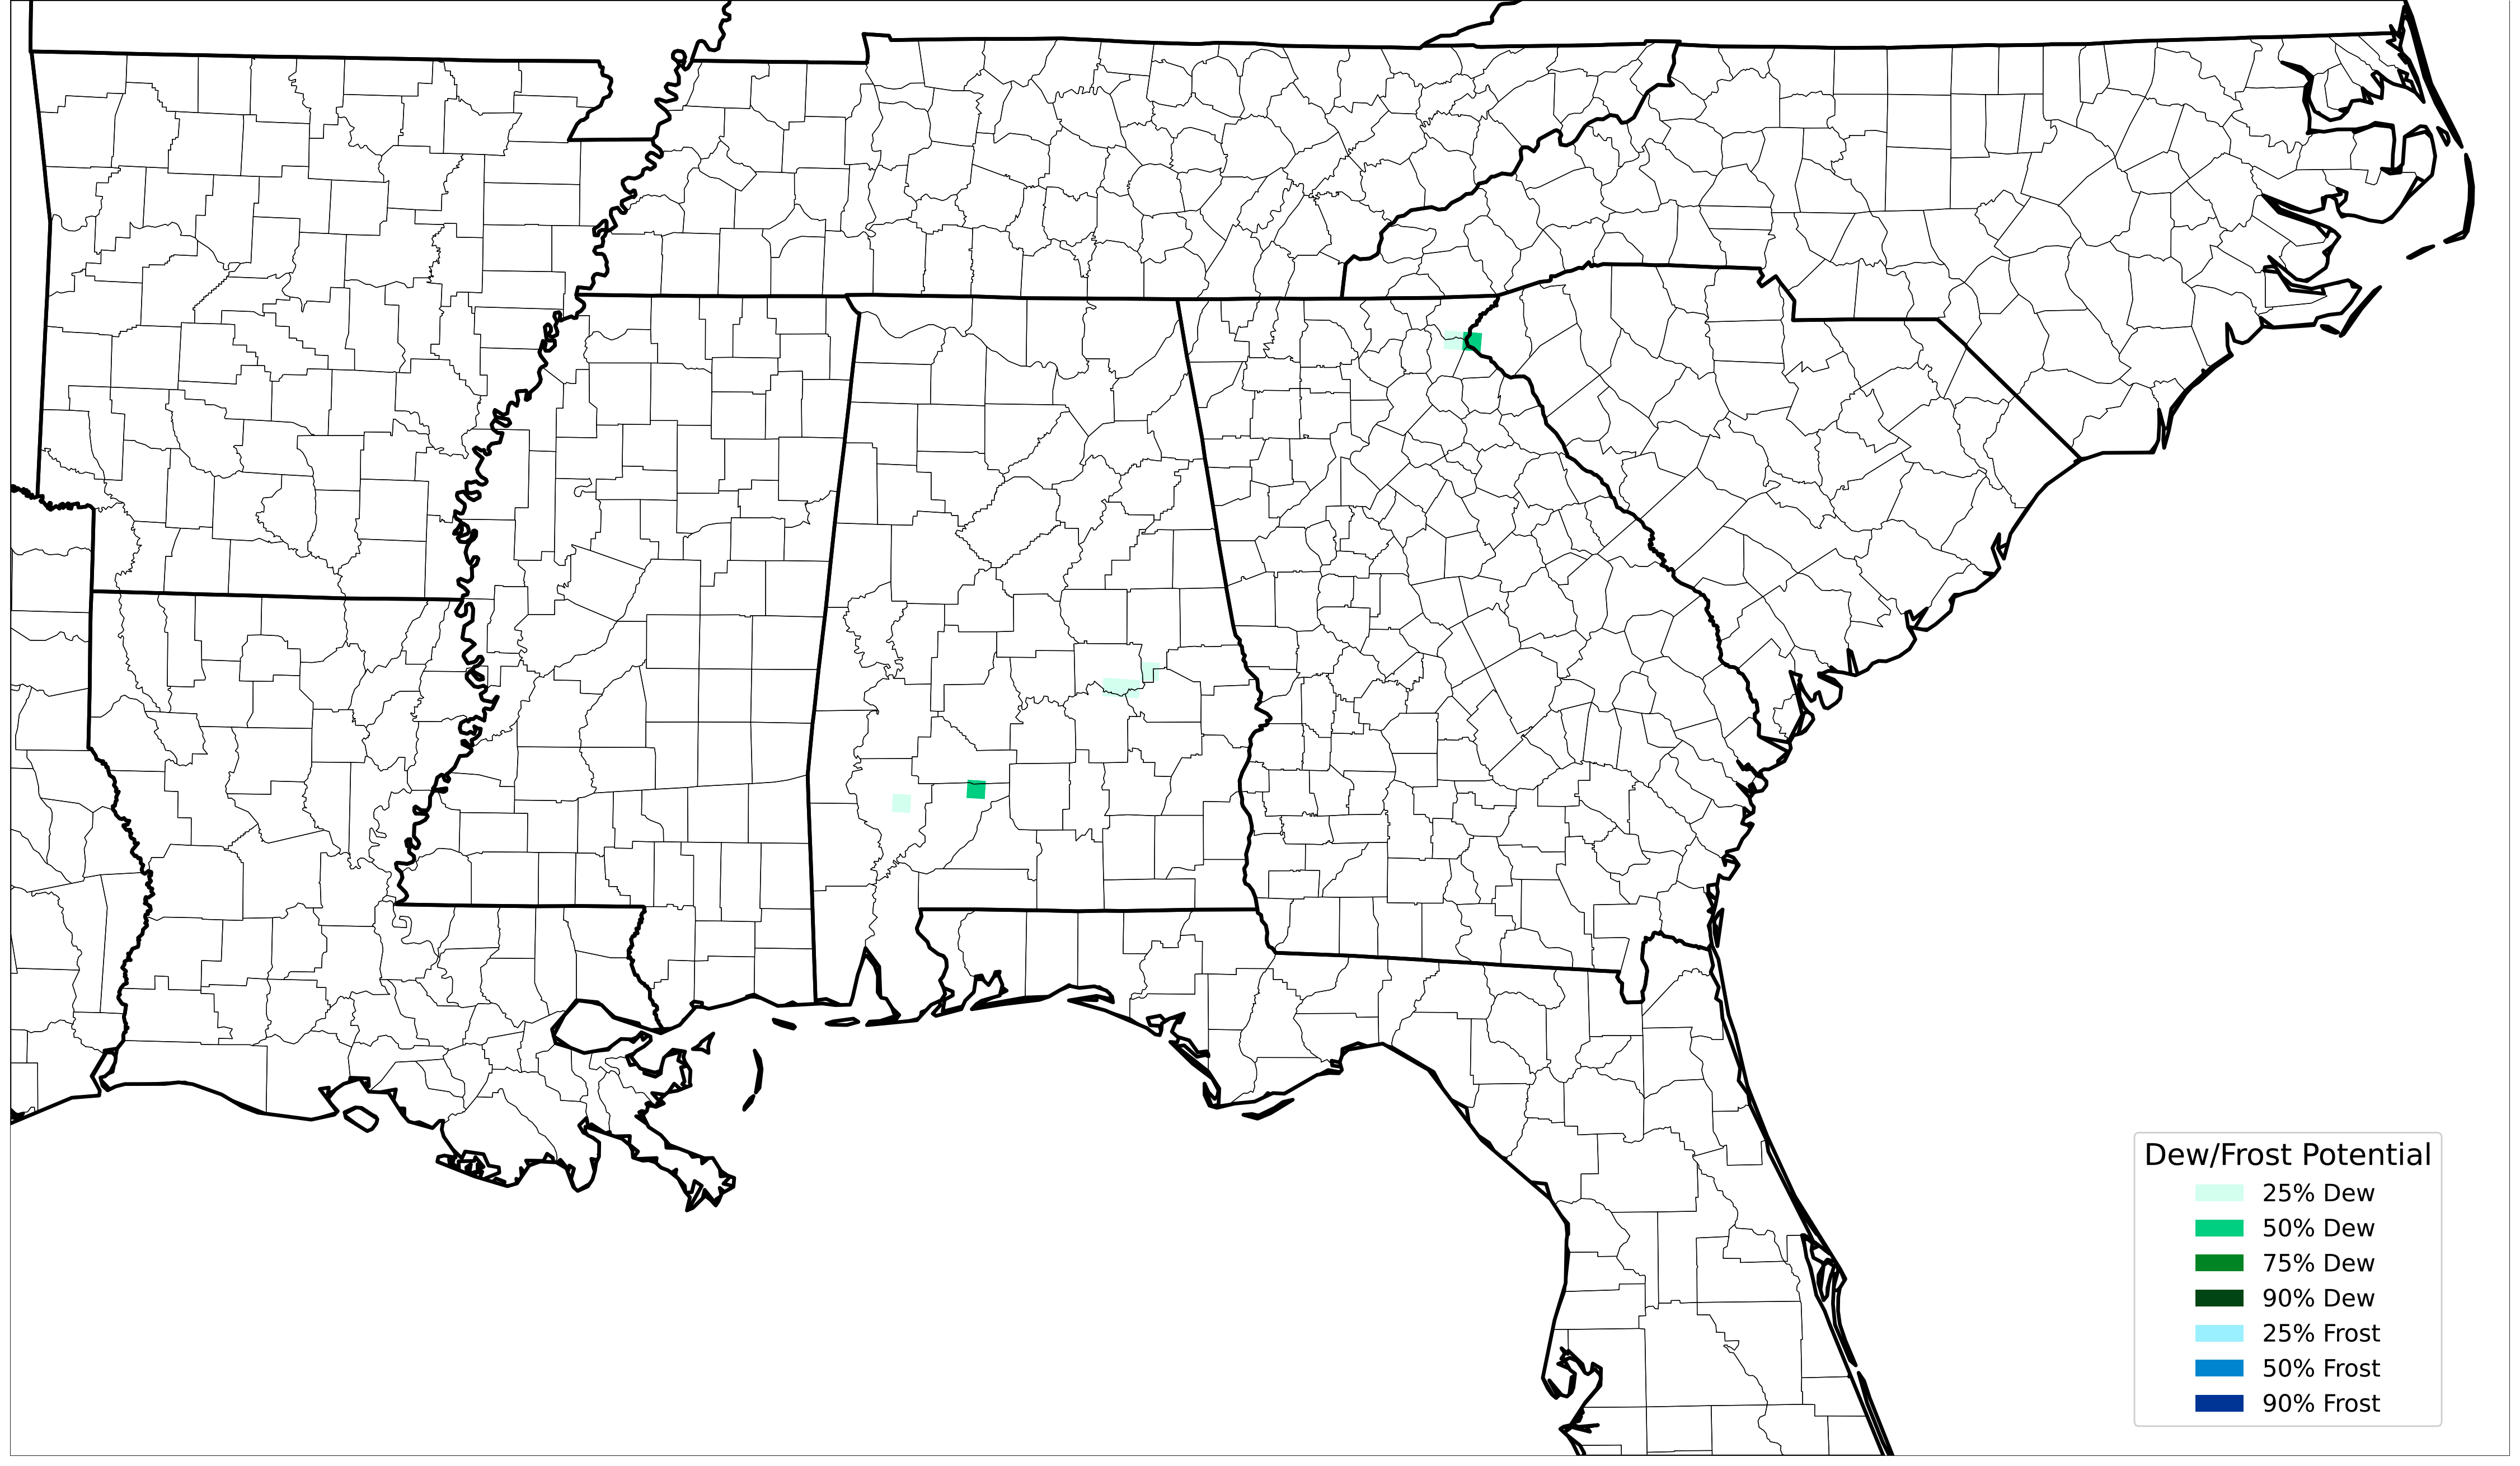 Dew/Frost Potential
25% Dew
50% Dew
75% Dew
90% Dew
25% Frost
50% Frost
90% Frost